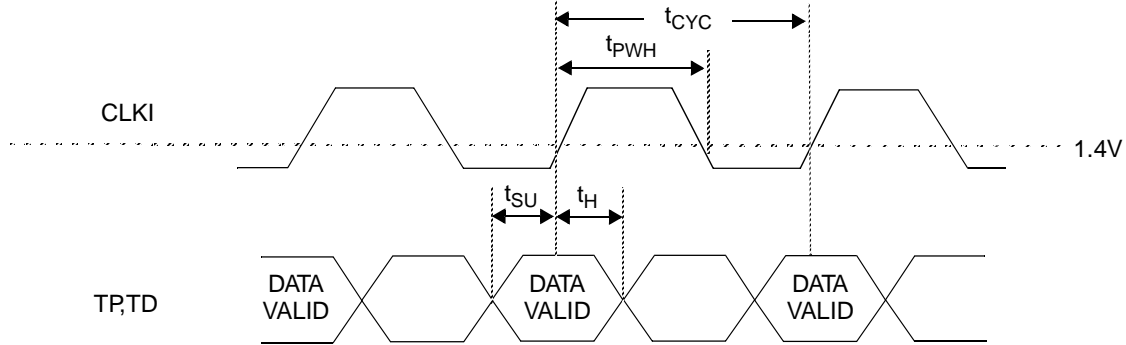 tCYC
tPWH
CLKI
1.4V
tSU
tH
DATA
VALID
DATA
VALID
DATA
VALID
TP,TD